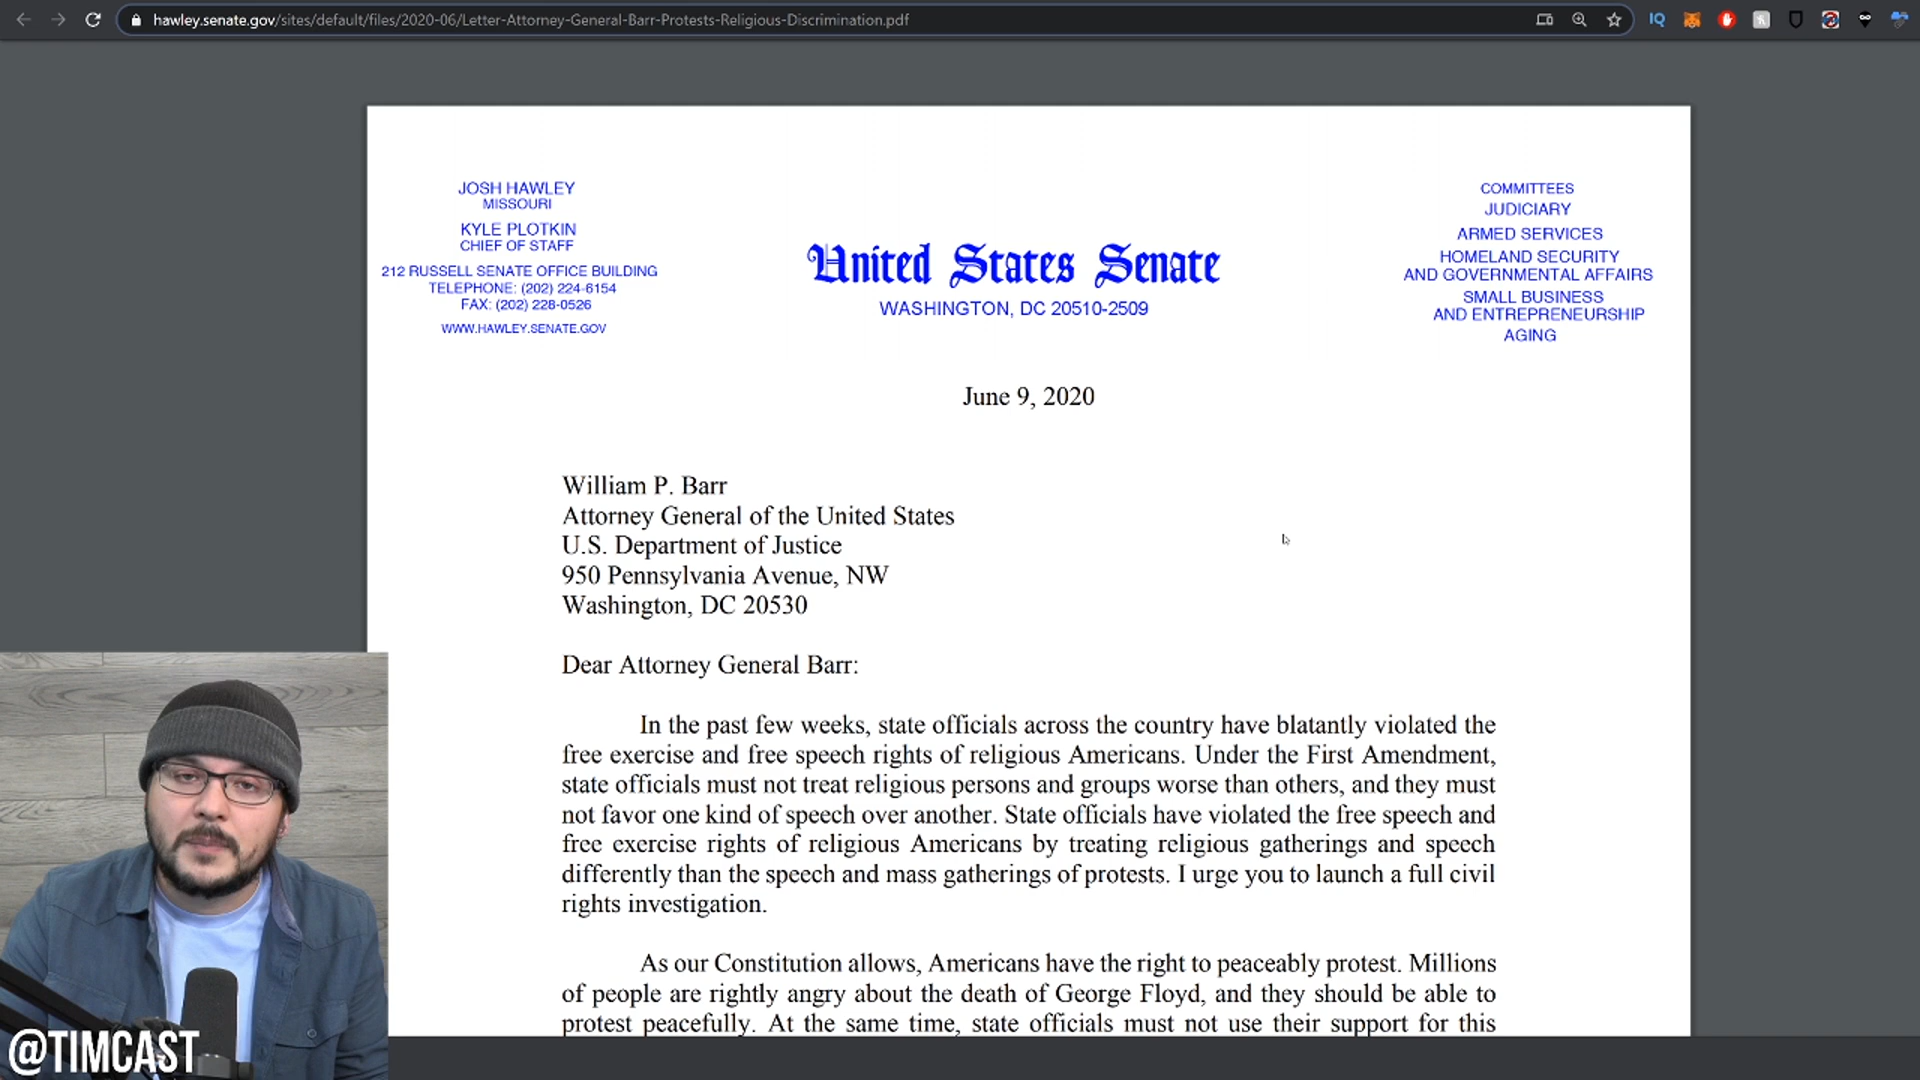 hawley.senate.gov/sites/default/files/2020-06/Letter-Attorney-General-Barr-Protests-Religious-Discrimination.pdf
IQ
JOSH HAWLEY
MISSOURI
KYLE PLOTKIN
CHIEF OF STAFF
212 RUSSELL SENATE OFFICE BUILDING
TELEPHONE: (202) 224-6154
FAX: (202) 228-0526
WWW.HAWLEY.SENATE.GOV
United States Senate
WASHINGTON, DC 20510-2509
COMMITTEES
JUDICIARY
ARMED SERVICES
HOMELAND SECURITY
AND GOVERNMENTAL AFFAIRS
SMALL BUSINESS
AND ENTREPRENEURSHIP
AGING
June 9, 2020
William P. Barr
Attorney General of the United States
U.S. Department of Justice
950 Pennsylvania Avenue, NW
Washington, DC 20530
Dear Attorney General Barr:
In the past few weeks, state officials across the country have blatantly violated the
free exercise and free speech rights of religious Americans. Under the First Amendment,
state officials must not treat religious persons and groups worse than others, and they must
not favor one kind of speech over another. State officials have violated the free speech and
free exercise rights of religious Americans by treating religious gatherings and speech
differently than the speech and mass gatherings of protests. I urge you to launch a full civil
rights investigation.
As our Constitution allows, Americans have the right to peaceably protest. Millions
of people are rightly angry about the death of George Floyd, and they should be able to
protest peacefully. At the same time, state officials must not use their support for this
@TIMCAST